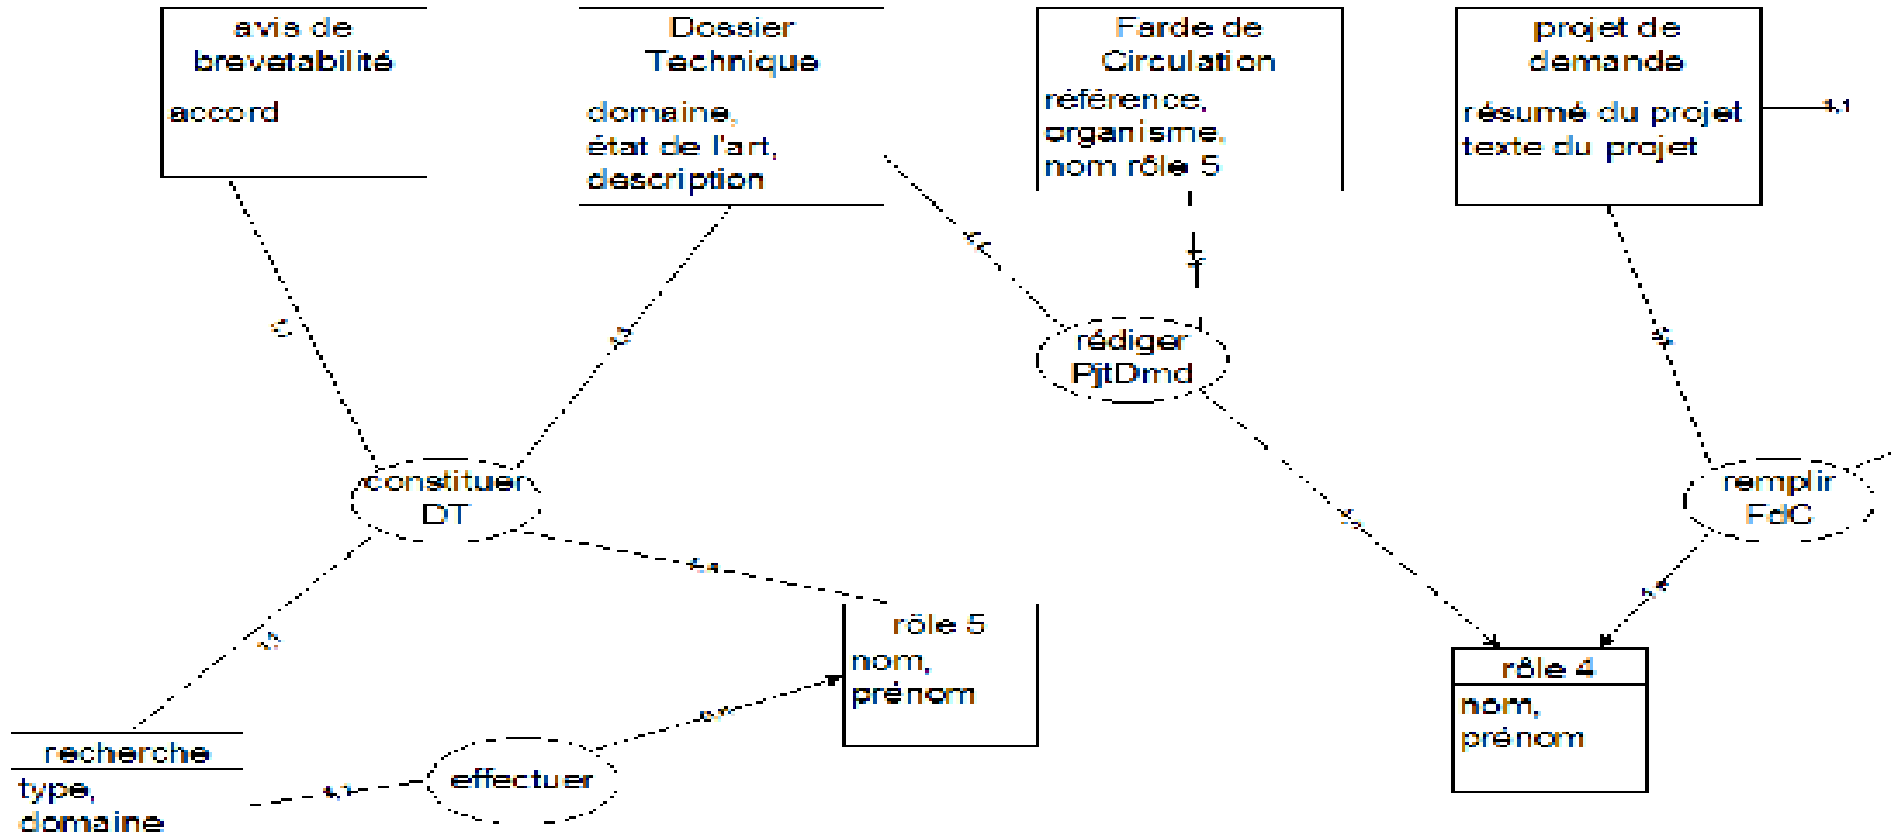 avis de
brevetabilité
accord
Dossier
Technique
domaine,
état de l'art,
description
Farde de
Circulation
référence,
organisme,
nom rôle 5
projet de
demande
résumé du projet
texte du projet
1,1
rédiger
PjtDmd
constituer
DT
remplir
FdC
rôle 5
nom,
prénom
rôle 4
nom,
prénom
recherche
type,
domaine
effectuer